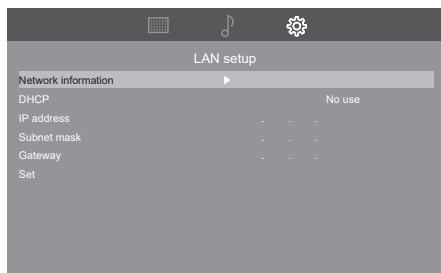 LAN setup
Network information
DHCP No use
IP address . . .
Subnet mask . . .
Gateway . . .
Set